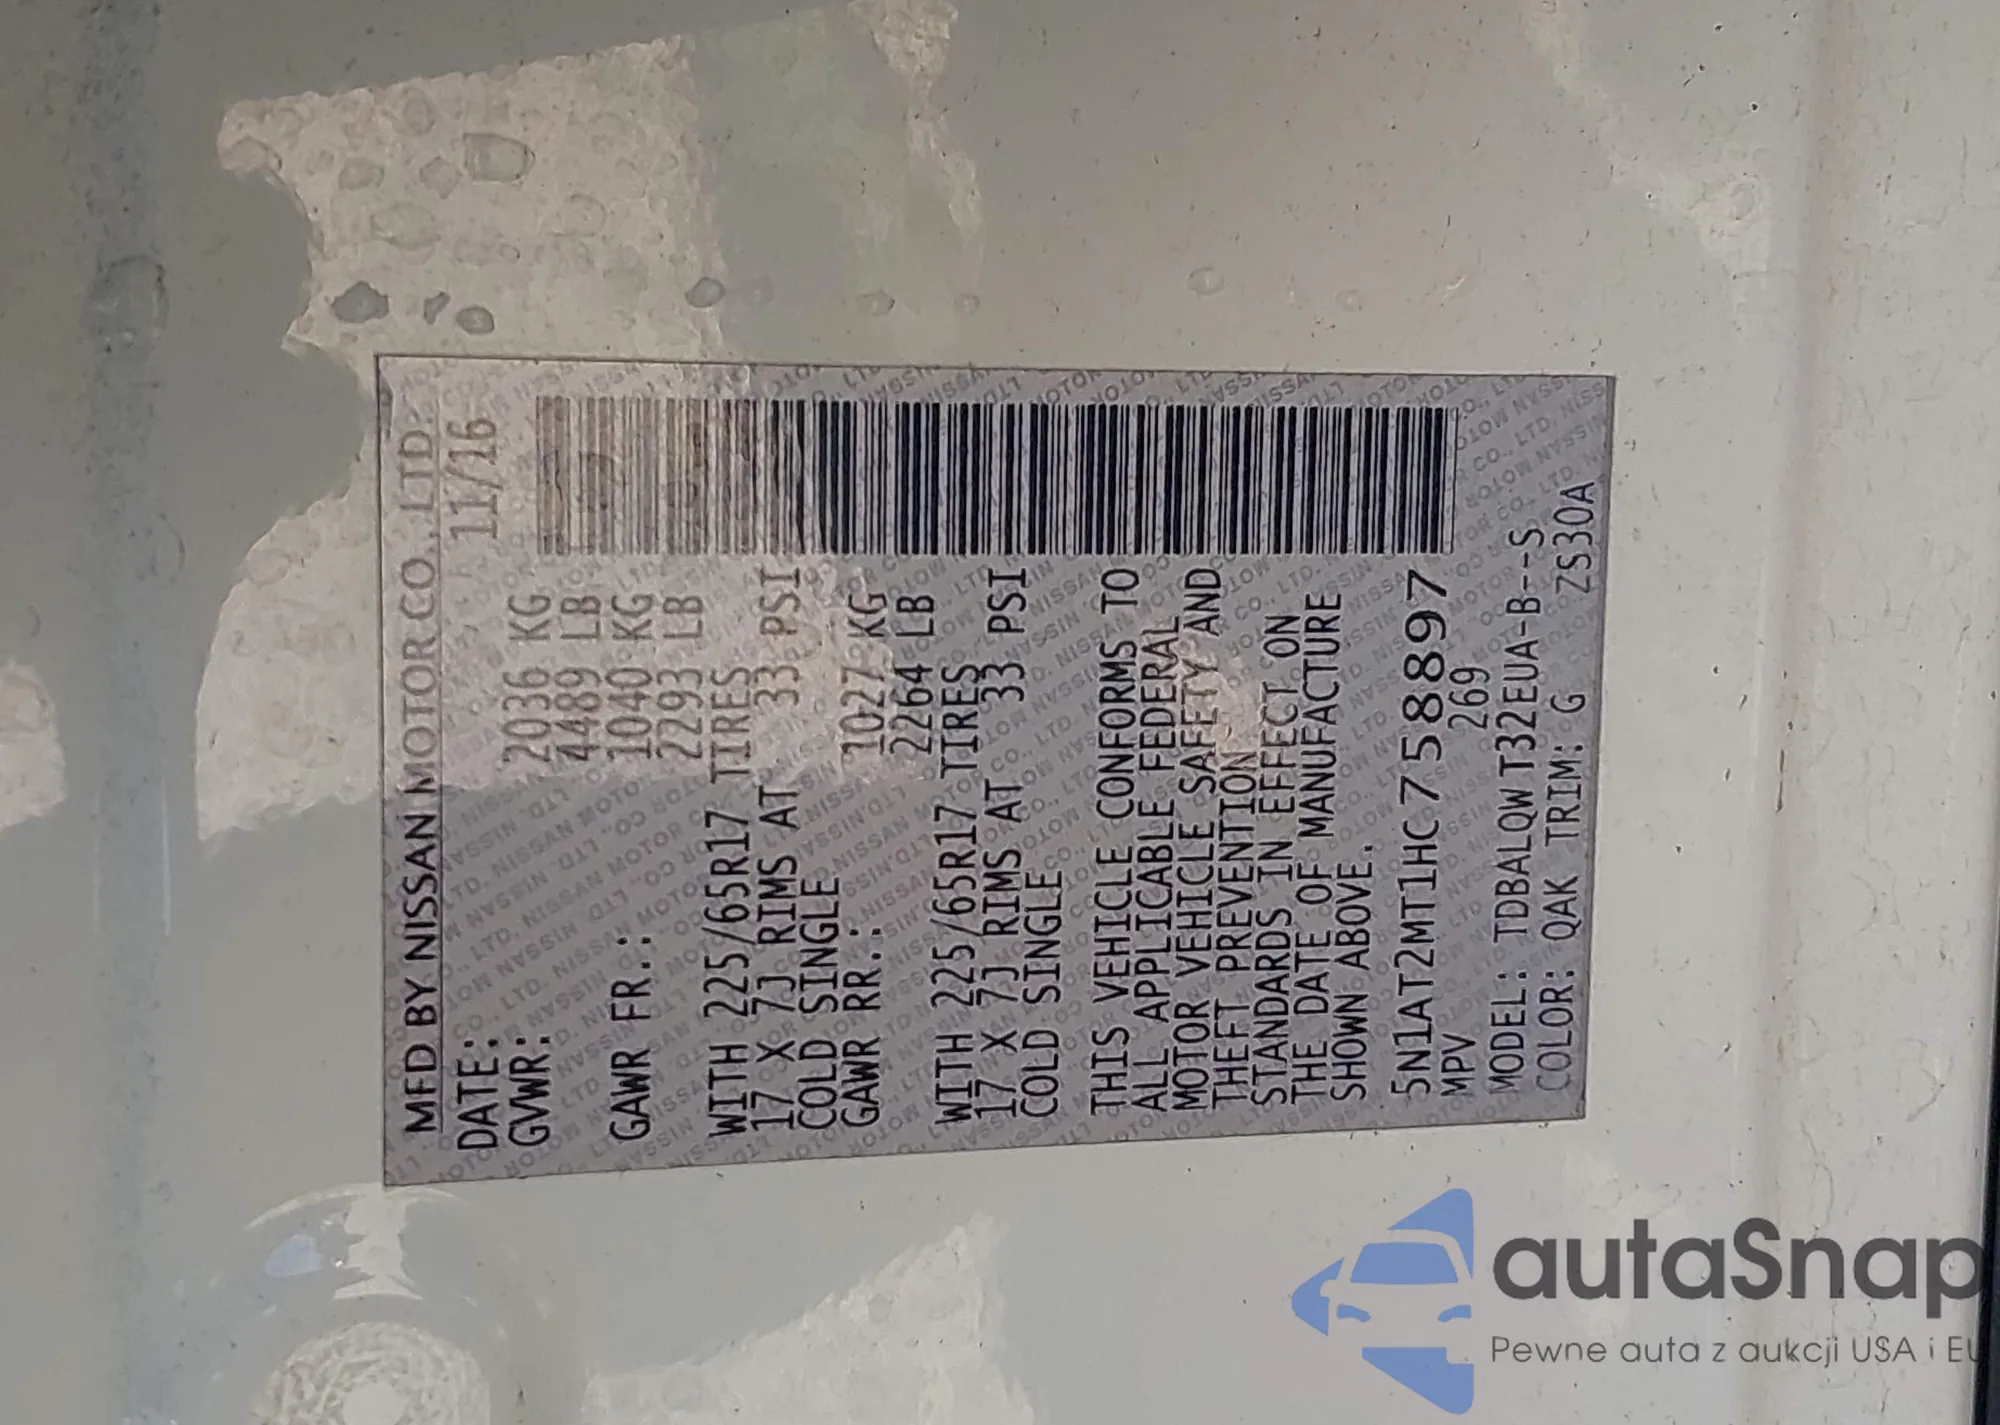 MFD BY NISSAN MOTOR CO., LTD.
DATE: 11/16
GVWR: 2036 KG
4489 LB
GAWR FR.: 1040 KG
2293 LB
WITH 225/65R17 TIRES
17 X 7J RIMS AT 33 PSI
COLD SINGLE
GAWR RR.: 1027 KG
2264 LB
WITH 225/65R17 TIRES
17 X 7J RIMS AT 33 PSI
COLD SINGLE
THIS VEHICLE CONFORMS TO
ALL APPLICABLE FEDERAL
MOTOR VEHICLE SAFETY AND
THEFT PREVENTION
STANDARDS IN EFFECT ON
THE DATE OF MANUFACTURE
SHOWN ABOVE.
5N1AT2MT1HC758897
MPV 269
MODEL: TDBALQWT32EUA-B--S
COLOR: QAK TRIM: G ZS30A
autaSnap
Pewne auta z aukcji USA i EU